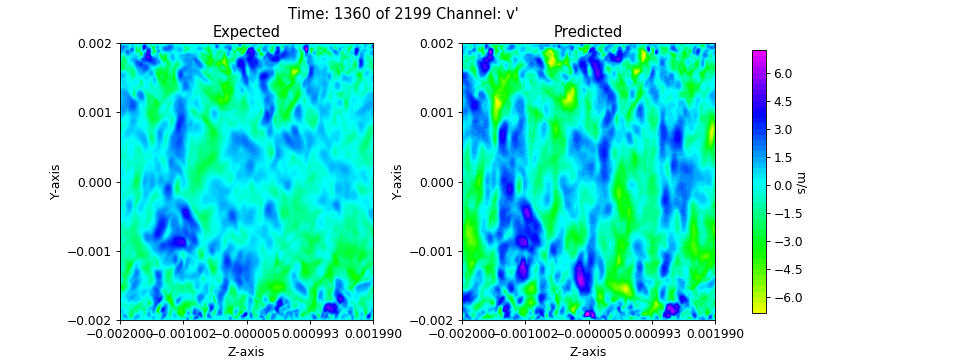 Time: 1360 of 2199 Channel: v'
Expected
Predicted
0.002
0.001
0.000
−0.001
−0.002
Y-axis
−0.002000 −0.001002 −0.000005 0.000993 0.001990
Z-axis
0.002
0.001
0.000
−0.001
−0.002
Y-axis
−0.002000 −0.001002 −0.000005 0.000993 0.001990
Z-axis
6.0
4.5
3.0
1.5
0.0
−1.5
−3.0
−4.5
−6.0
m/s